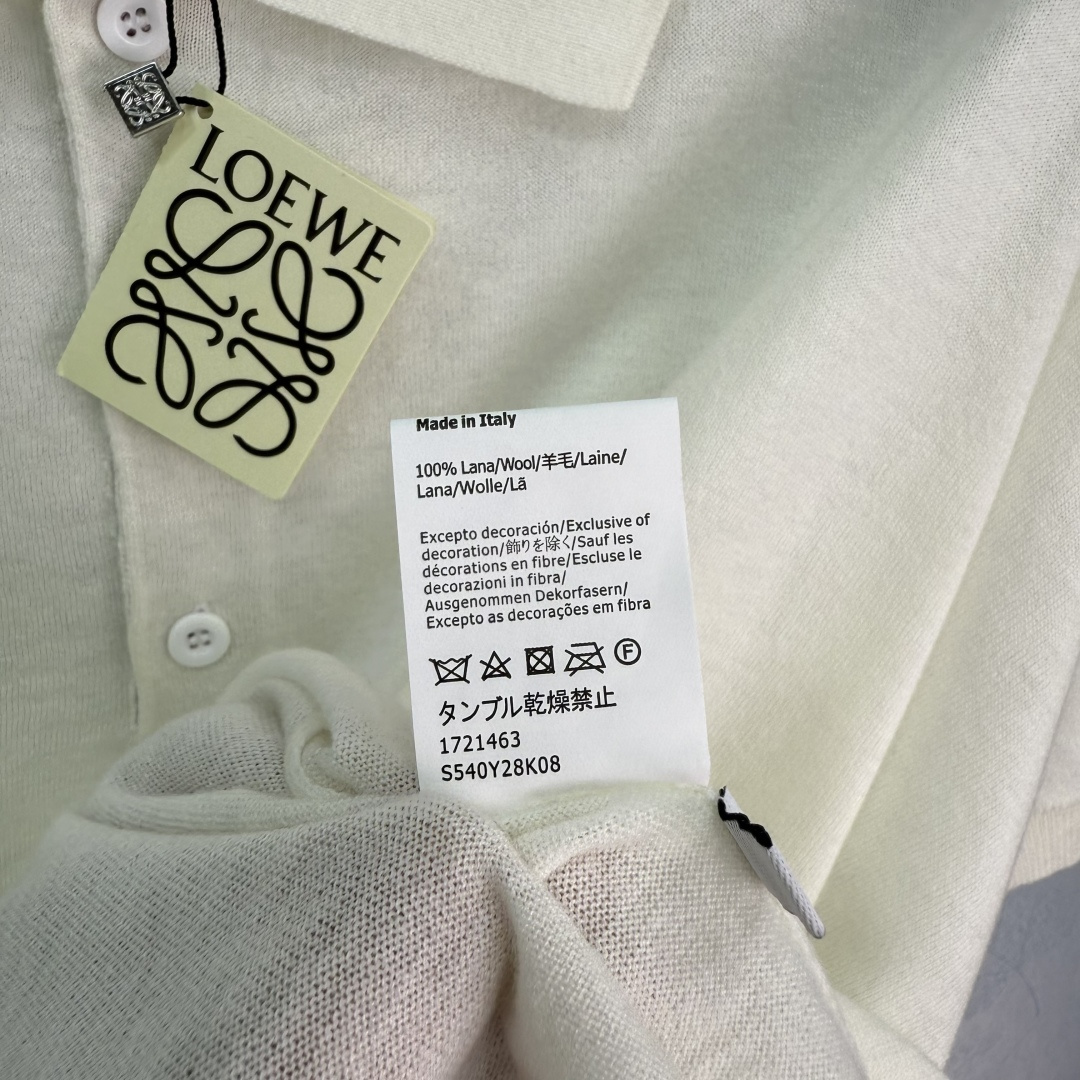 LOEWE
Made in Italy
100% Lana/Wool/羊毛/Laine/
Lana/Wolle/Lã
Excepto decoración/Exclusive of
decoration/飾りを除く/Sauf les
décorations en fibre/Escluse le
decorazioni in fibra/
Ausgenommen Dekorfasern/
Excepto as decorações em fibra
F
タンブル乾燥禁止
1721463
S540Y28K08